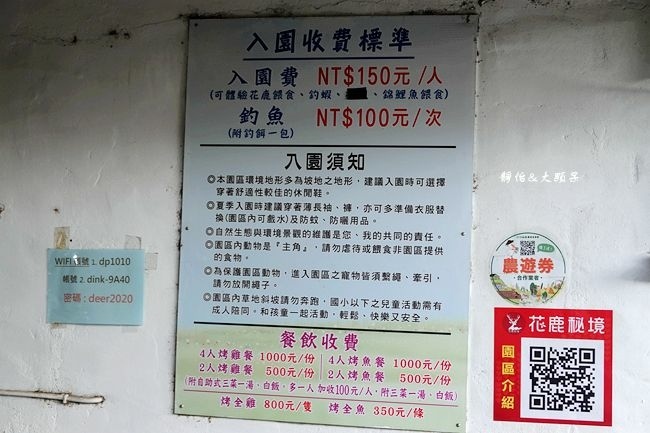 入園收費標準
入園費 NT$150元/人
(可體驗花鹿餵食、釣蝦、錦鯉魚餵食)
釣魚 NT$100元/次
(附釣餌一包)
入園須知
◎本園區環境地形多為坡地之地形，建議入園時可選擇
穿著舒適性較佳的休閒鞋。
◎夏季入園時建議穿著薄長袖、褲，亦可多準備衣服替
換(園區內可戲水)及防蚊、防曬用品。
◎自然生態與環境景觀的維護是您、我的共同的責任。
◎園區內動物是『主角』，請勿虐待或餵食非園區提供
的食物。
◎為保護園區動物，進入園區之寵物皆須繫繩、牽引，
請勿放開繩子。
◎園區內草地斜坡請勿奔跑，國小以下之兒童活動需有
成人陪同。和孩童一起活動，輕鬆、快樂又安全。
餐飲收費
4人烤雞餐 1000元/份 4人烤魚餐 1000元/份
2人烤雞餐 500元/份 2人烤魚餐 500元/份
(附自助式三菜一湯、白飯，多一人 加收100元/人，附三菜一湯、白飯)
烤全雞 800元/隻 烤全魚 350元/條
WIFI 帳號 1. dp1010
帳號 2. dink-9A40
密碼：deer2020
靜怡&大顆呆
農遊券
合作業者
花鹿秘境
園區介紹